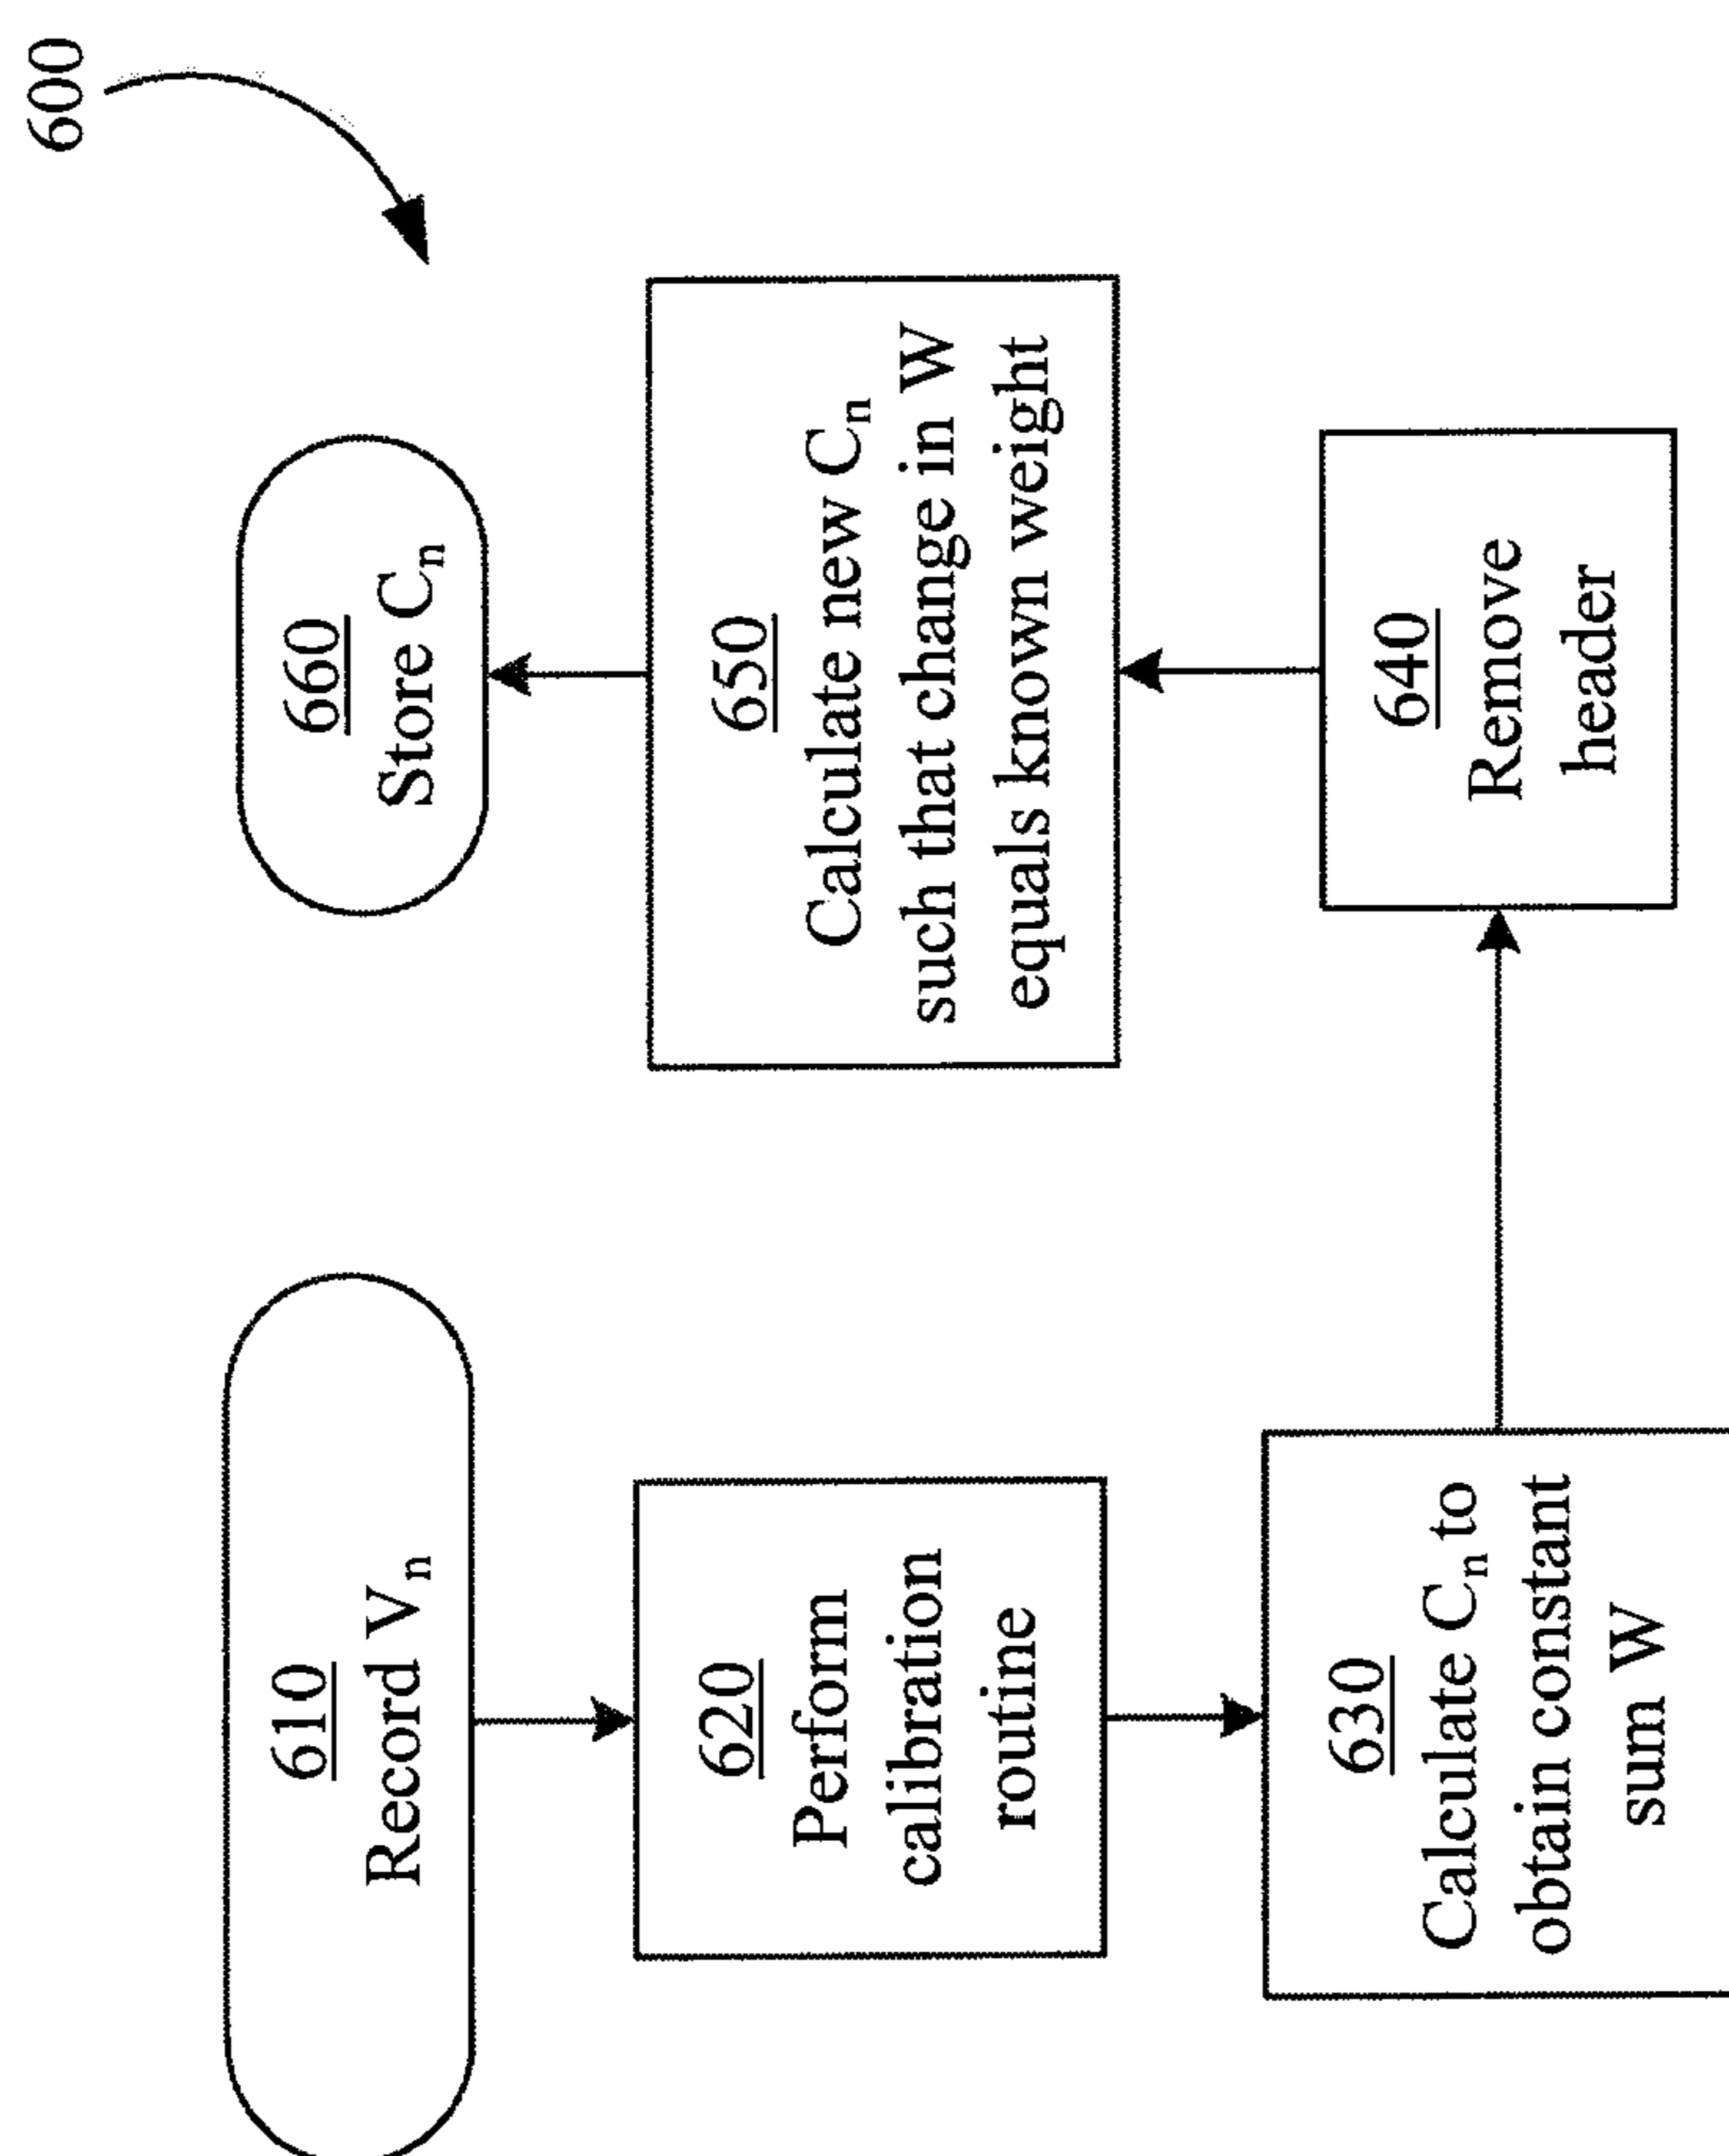 600
610
Record Vn
620
Perform
calibration
routine
630
Calculate Cn to
obtain constant
sum W
640
Remove
header
650
Calculate new Cn
such that change in W
equals known weight
660
Store Cn